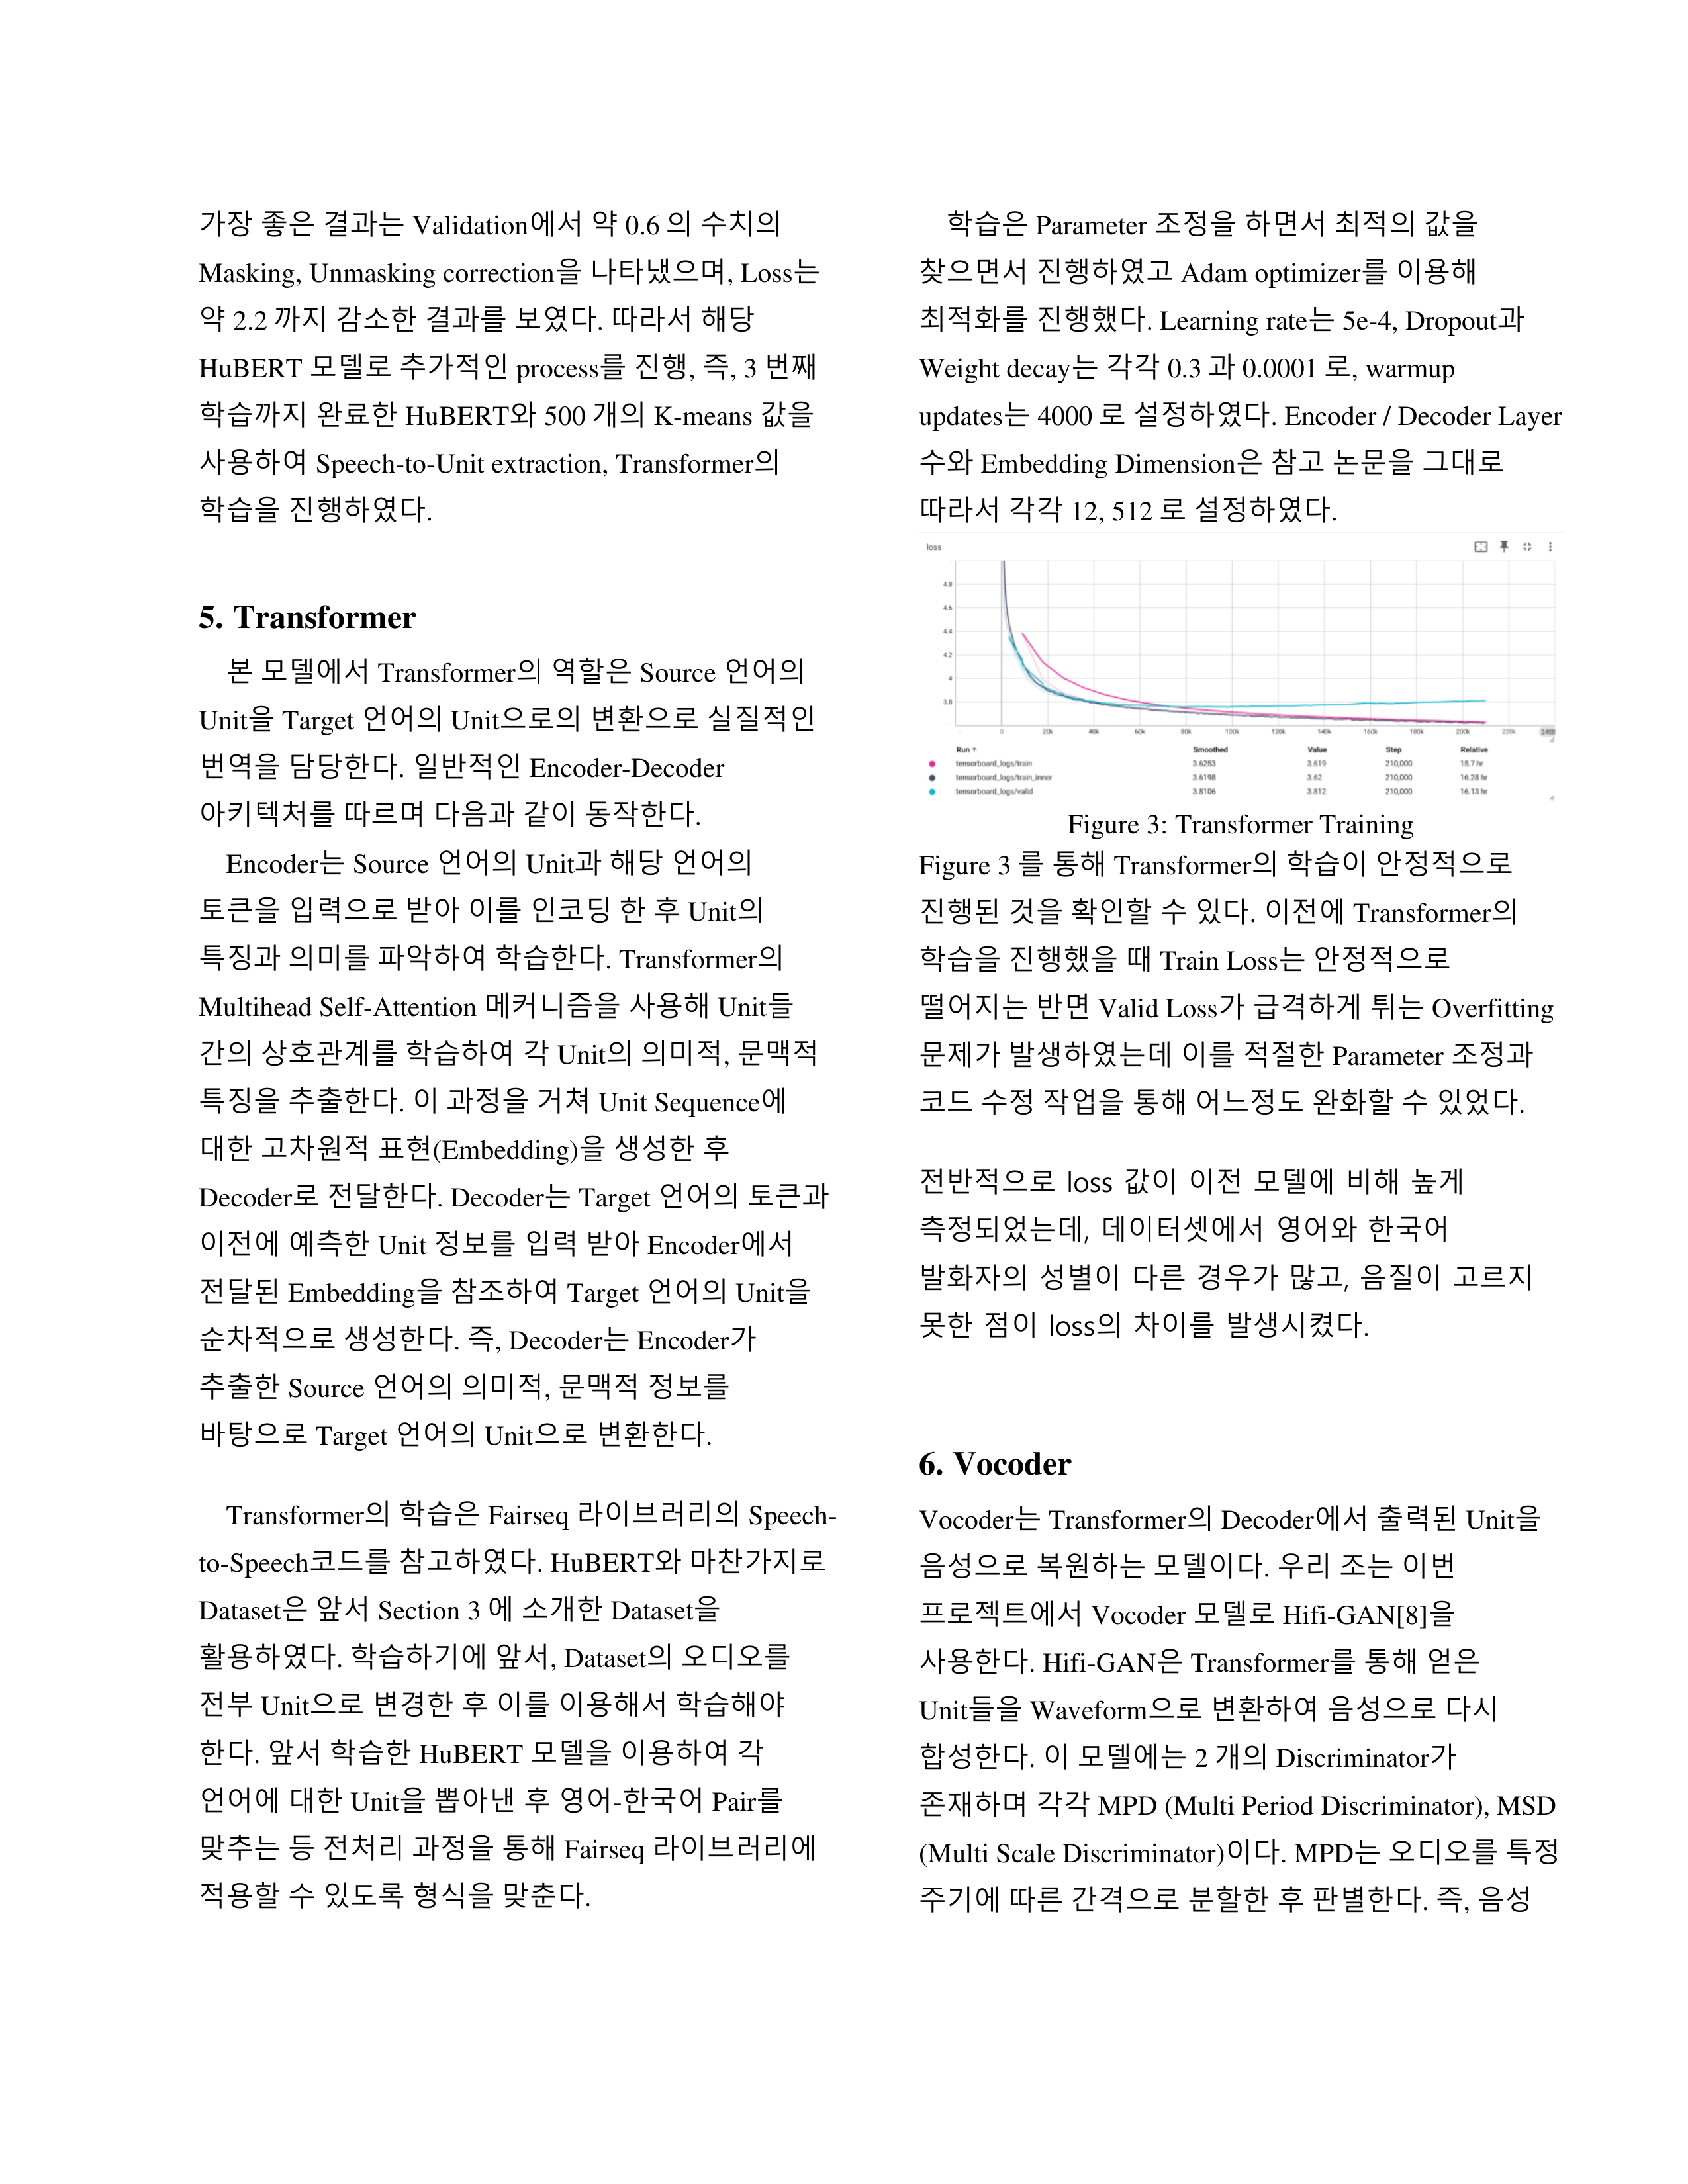 가장 좋은 결과는 Validation에서 약 0.6 의 수치의
Masking, Unmasking correction을 나타냈으며, Loss는
약 2.2 까지 감소한 결과를 보였다. 따라서 해당
HuBERT 모델로 추가적인 process를 진행, 즉, 3 번째
학습까지 완료한 HuBERT와 500 개의 K-means 값을
사용하여 Speech-to-Unit extraction, Transformer의
학습을 진행하였다.
5. Transformer
본 모델에서 Transformer의 역할은 Source 언어의
Unit을 Target 언어의 Unit으로의 변환으로 실질적인
번역을 담당한다. 일반적인 Encoder-Decoder
아키텍처를 따르며 다음과 같이 동작한다.
Encoder는 Source 언어의 Unit과 해당 언어의
토큰을 입력으로 받아 이를 인코딩 한 후 Unit의
특징과 의미를 파악하여 학습한다. Transformer의
Multihead Self-Attention 메커니즘을 사용해 Unit들
간의 상호관계를 학습하여 각 Unit의 의미적, 문맥적
특징을 추출한다. 이 과정을 거쳐 Unit Sequence에
대한 고차원적 표현(Embedding)을 생성한 후
Decoder로 전달한다. Decoder는 Target 언어의 토큰과
이전에 예측한 Unit 정보를 입력 받아 Encoder에서
전달된 Embedding을 참조하여 Target 언어의 Unit을
순차적으로 생성한다. 즉, Decoder는 Encoder가
추출한 Source 언어의 의미적, 문맥적 정보를
바탕으로 Target 언어의 Unit으로 변환한다.
Transformer의 학습은 Fairseq 라이브러리의 Speech-
to-Speech코드를 참고하였다. HuBERT와 마찬가지로
Dataset은 앞서 Section 3 에 소개한 Dataset을
활용하였다. 학습하기에 앞서, Dataset의 오디오를
전부 Unit으로 변경한 후 이를 이용해서 학습해야
한다. 앞서 학습한 HuBERT 모델을 이용하여 각
언어에 대한 Unit을 뽑아낸 후 영어-한국어 Pair를
맞추는 등 전처리 과정을 통해 Fairseq 라이브러리에
적용할 수 있도록 형식을 맞춘다.
학습은 Parameter 조정을 하면서 최적의 값을
찾으면서 진행하였고 Adam optimizer를 이용해
최적화를 진행했다. Learning rate는 5e-4, Dropout과
Weight decay는 각각 0.3 과 0.0001 로, warmup
updates는 4000 로 설정하였다. Encoder / Decoder Layer
수와 Embedding Dimension은 참고 논문을 그대로
따라서 각각 12, 512 로 설정하였다.
loss
4.8
4.6
4.4
4.2
4
3.8
0 20k 40k 60k 80k 100k 120k 140k 160k 180k 200k 220k 2400
Run ↑ Smoothed Value Step Relative
tensorboard_logs/train 3.6253 3.619 210,000 15.7 hr
tensorboard_logs/train_inner 3.6198 3.62 210,000 16.28 hr
tensorboard_logs/valid 3.8106 3.812 210,000 16.13 hr
Figure 3: Transformer Training
Figure 3 를 통해 Transformer의 학습이 안정적으로
진행된 것을 확인할 수 있다. 이전에 Transformer의
학습을 진행했을 때 Train Loss는 안정적으로
떨어지는 반면 Valid Loss가 급격하게 튀는 Overfitting
문제가 발생하였는데 이를 적절한 Parameter 조정과
코드 수정 작업을 통해 어느정도 완화할 수 있었다.
전반적으로 loss 값이 이전 모델에 비해 높게
측정되었는데, 데이터셋에서 영어와 한국어
발화자의 성별이 다른 경우가 많고, 음질이 고르지
못한 점이 loss의 차이를 발생시켰다.
6. Vocoder
Vocoder는 Transformer의 Decoder에서 출력된 Unit을
음성으로 복원하는 모델이다. 우리 조는 이번
프로젝트에서 Vocoder 모델로 Hifi-GAN[8]을
사용한다. Hifi-GAN은 Transformer를 통해 얻은
Unit들을 Waveform으로 변환하여 음성으로 다시
합성한다. 이 모델에는 2 개의 Discriminator가
존재하며 각각 MPD (Multi Period Discriminator), MSD
(Multi Scale Discriminator)이다. MPD는 오디오를 특정
주기에 따른 간격으로 분할한 후 판별한다. 즉, 음성